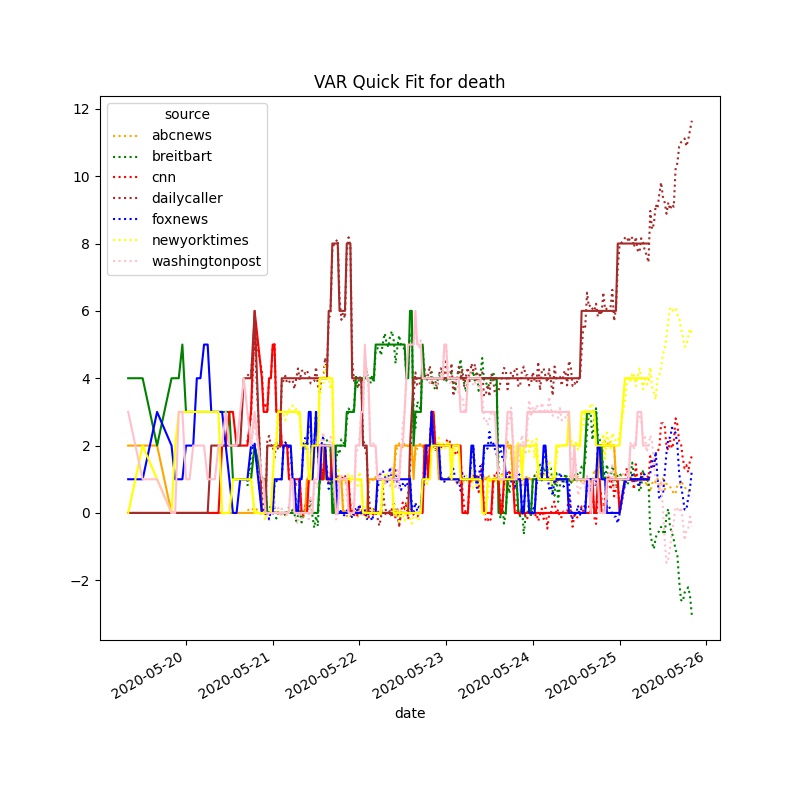 VAR Quick Fit for death
source
abcnews
breitbart
cnn
dailycaller
foxnews
newyorktimes
washingtonpost
12
10
8
6
4
2
0
−2
2020-05-20
2020-05-21
2020-05-22
2020-05-23
2020-05-24
2020-05-25
2020-05-26
date